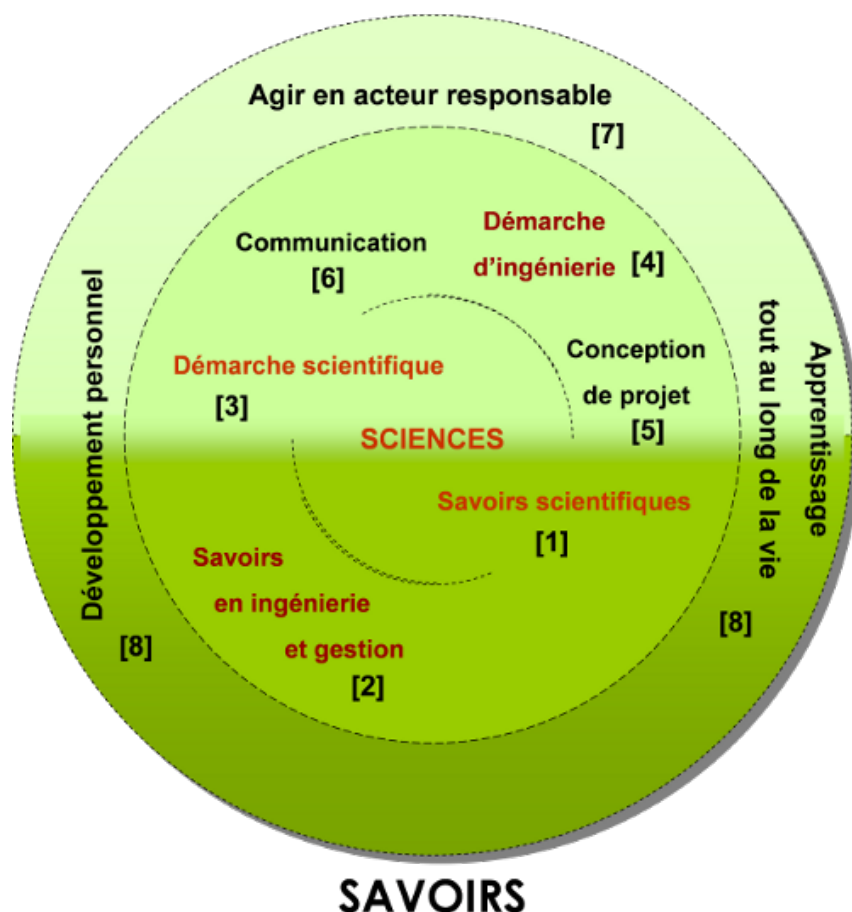 Agir en acteur responsable
[7]
Démarche
d'ingénierie [4]
Communication
[6]
Développement personnel
[8]
Démarche scientifique
[3]
Conception
de projet
[5]
Apprentissage
tout au long de la vie
[8]
SCIENCES
Savoirs scientifiques
[1]
Savoirs
en ingénierie
et gestion
[2]
SAVOIRS